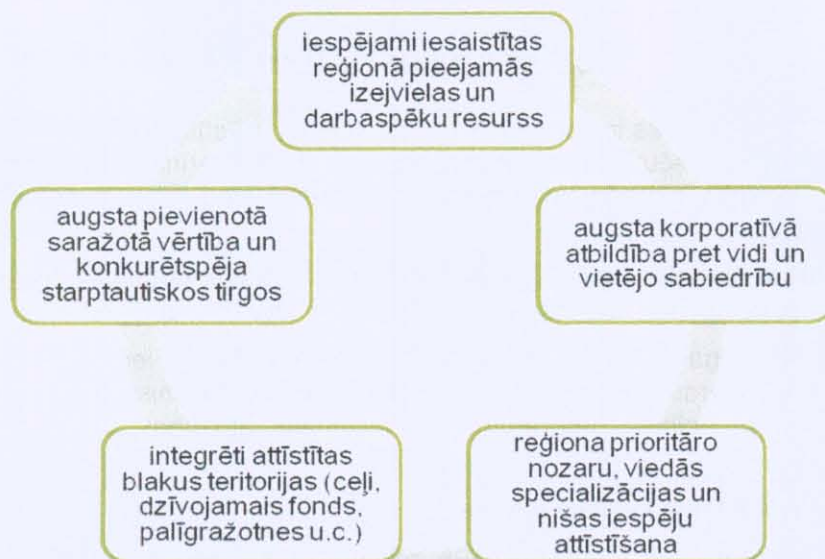 iespējami iesaistītas
reģionā pieejamās
izejvielas un
darbaspēku resurss
augsta pievienotā
saražotā vērtība un
konkurētspēja
starptautiskos tirgos
augsta korporatīvā
atbildība pret vidi un
vietējo sabiedrību
integrēti attīstītas
blakus teritorijas (ceļi,
dzīvojamais fonds,
palīgražotnes u.c.)
reģiona prioritāro
nozaru, viedās
specializācijas un
nišas iespēju
attīstīšana